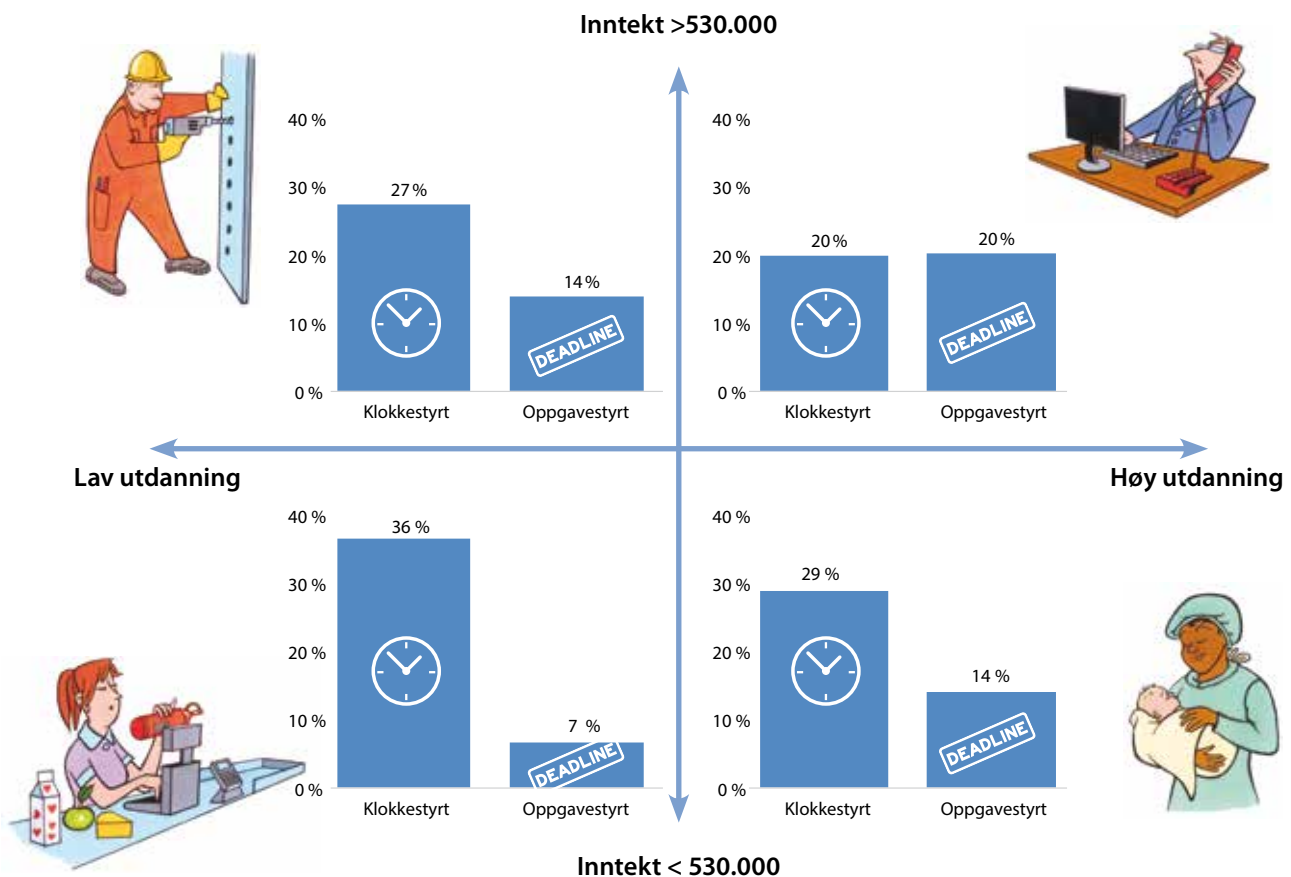 Inntekt >530.000
40 %
30 %
20 %
10 %
0 %
27 %
14 %
DEADLINE
Klokkestyrt
Oppgavestyrt
40 %
30 %
20 %
10 %
0 %
20 %
20 %
DEADLINE
Klokkestyrt
Oppgavestyrt
Lav utdanning
Høy utdanning
40 %
30 %
20 %
10 %
0 %
36 %
7 %
DEADLINE
Klokkestyrt
Oppgavestyrt
40 %
30 %
20 %
10 %
0 %
29 %
14 %
DEADLINE
Klokkestyrt
Oppgavestyrt
Inntekt < 530.000